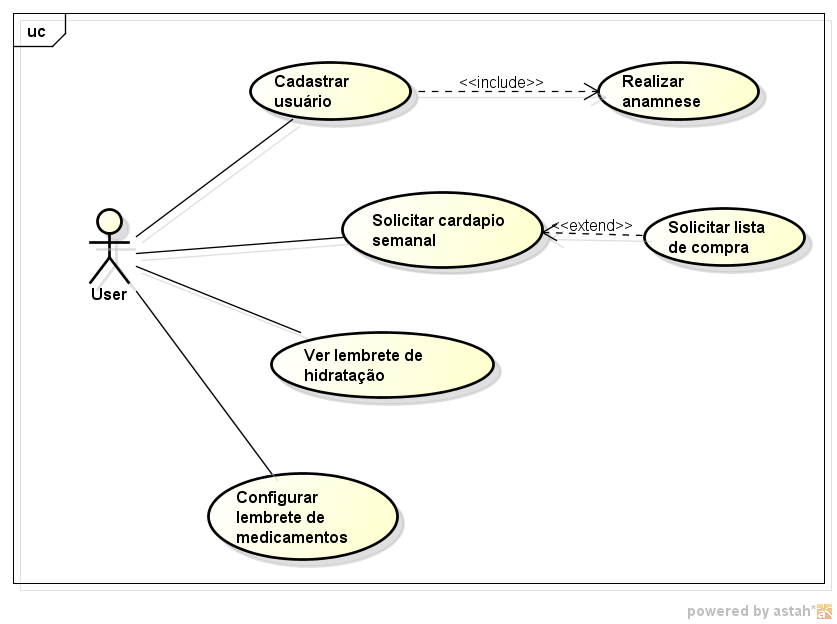 uc
Cadastrar
usuário
<<include>>
Realizar
anamnese
Solicitar cardapio
semanal
<<extend>>
Solicitar lista
de compra
User
Ver lembrete de
hidratação
Configurar
lembrete de
medicamentos
powered by astah*